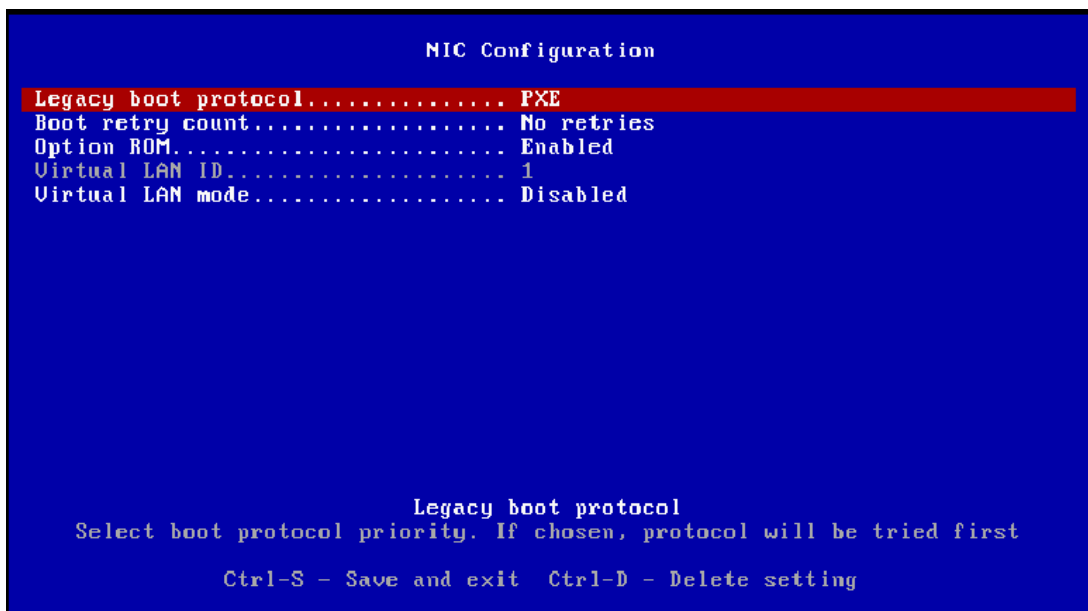 NIC Configuration
Legacy boot protocol............... PXE
Boot retry count................... No retries
Option ROM......................... Enabled
Virtual LAN ID..................... 1
Virtual LAN mode................... Disabled
Legacy boot protocol
Select boot protocol priority. If chosen, protocol will be tried first
Ctrl-S - Save and exit  Ctrl-D - Delete setting